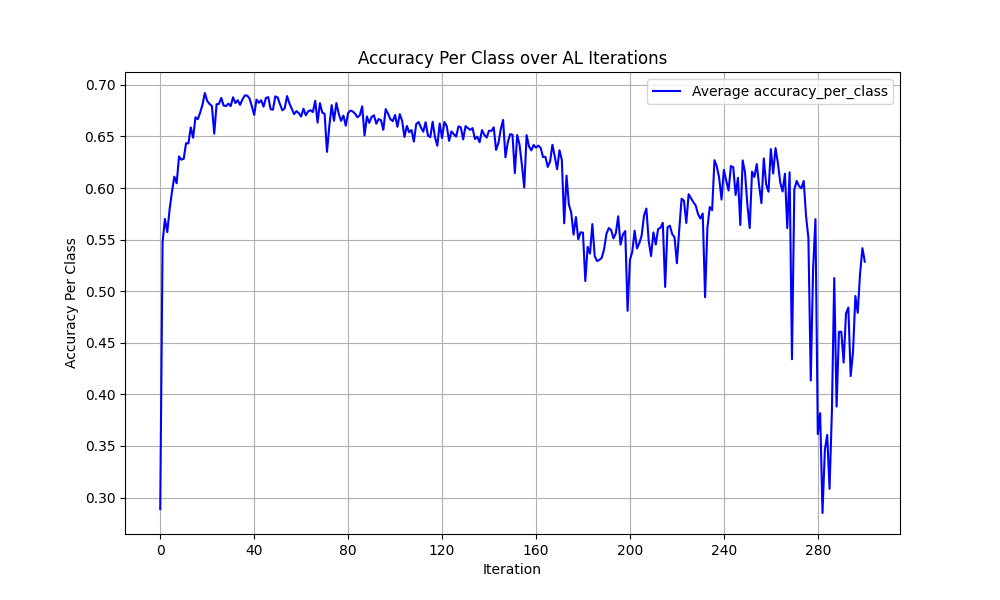 Accuracy Per Class over AL Iterations
Average accuracy_per_class
Accuracy Per Class
0.70
0.65
0.60
0.55
0.50
0.45
0.40
0.35
0.30
0 40 80 120 160 200 240 280
Iteration